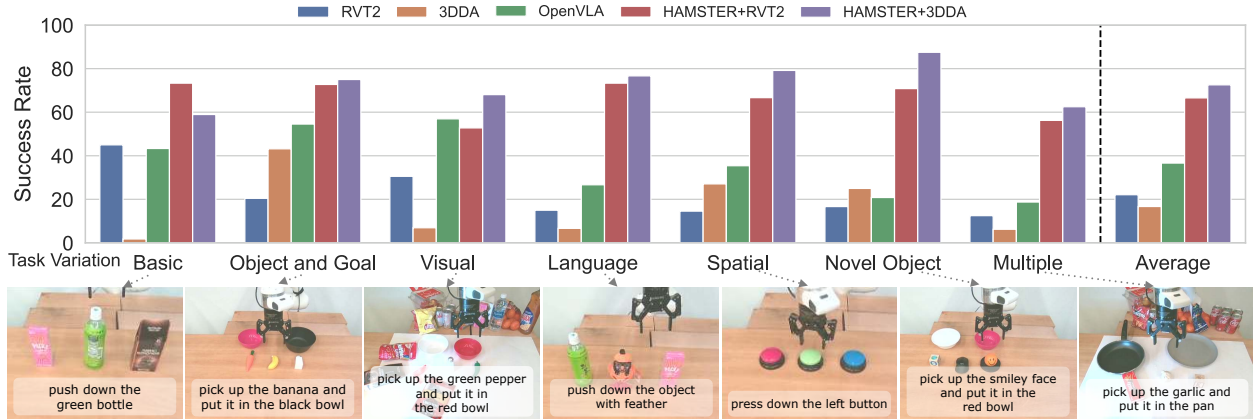 RVT2 3DDA OpenVLA HAMSTER+RVT2 HAMSTER+3DDA
100
80
60
40
20
0
Success Rate
Task Variation Basic Object and Goal Visual Language Spatial Novel Object Multiple Average
push down the
green bottle
pick up the banana and
put it in the black bowl
pick up the green pepper
and put it in
the red bowl
push down the object
with feather
press down the left button
pick up the smiley face
and put it in the
red bowl
pick up the garlic and
put it in the pan